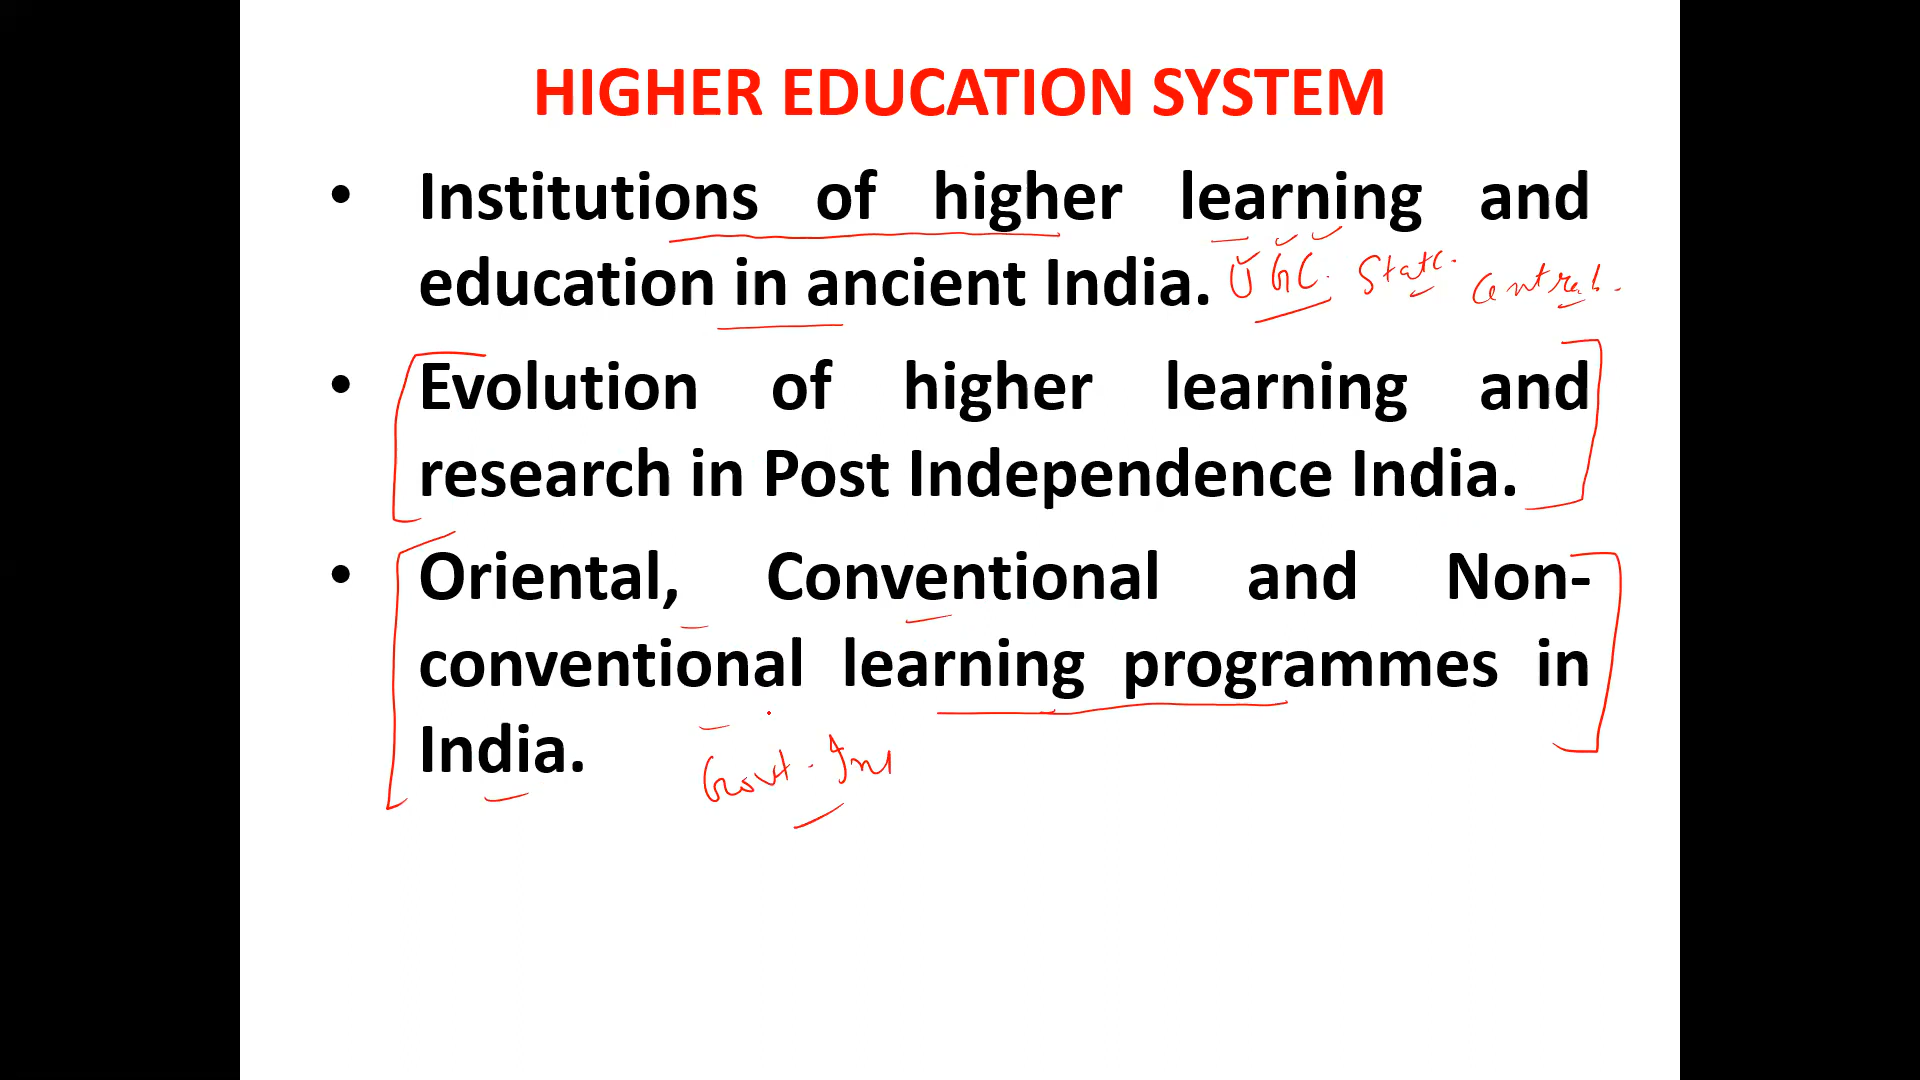 HIGHER EDUCATION SYSTEM
• Institutions of higher learning and
education in ancient India. UGC. State. Central.
• Evolution of higher learning and
research in Post Independence India.
• Oriental, Conventional and Non-
conventional learning programmes in
India. Govt.